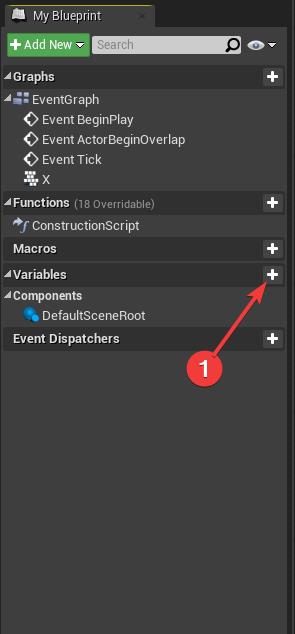 My Blueprint
Add New Search
Graphs
EventGraph
Event BeginPlay
Event ActorBeginOverlap
Event Tick
X
Functions (18 Overridable)
ConstructionScript
Macros
Variables
Components
DefaultSceneRoot
Event Dispatchers
1